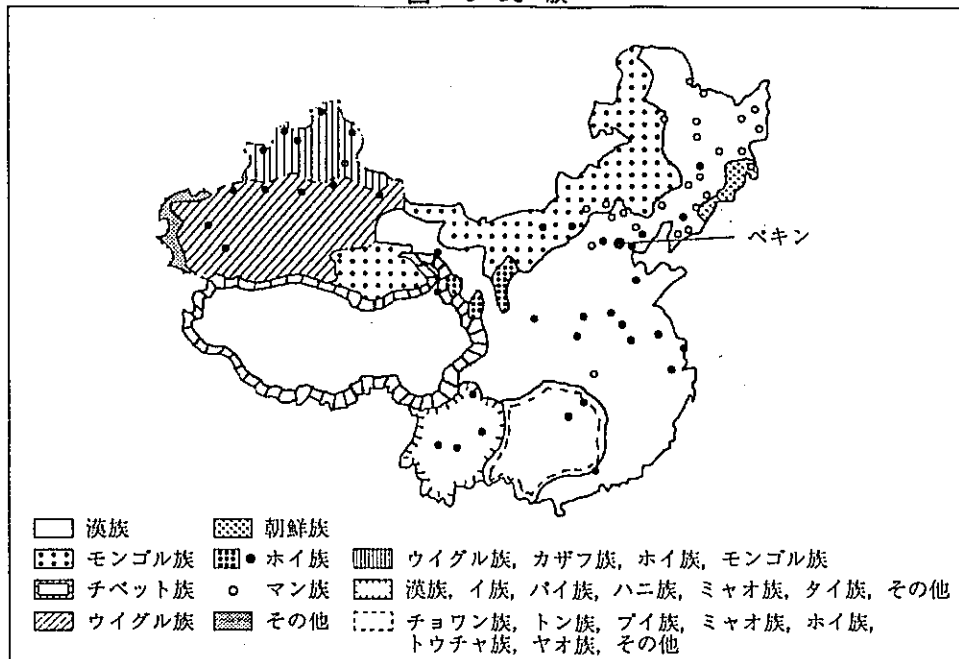 ペキン
漢族 朝鮮族
モンゴル族 ホイ族 ウイグル族，カザフ族，ホイ族，モンゴル族
チベット族 マン族 漢族，イ族，パイ族，ハニ族，ミャオ族，タイ族，その他
ウイグル族 その他 チョワン族，トン族，プイ族，ミャオ族，ホイ族，
トウチャ族，ヤオ族，その他